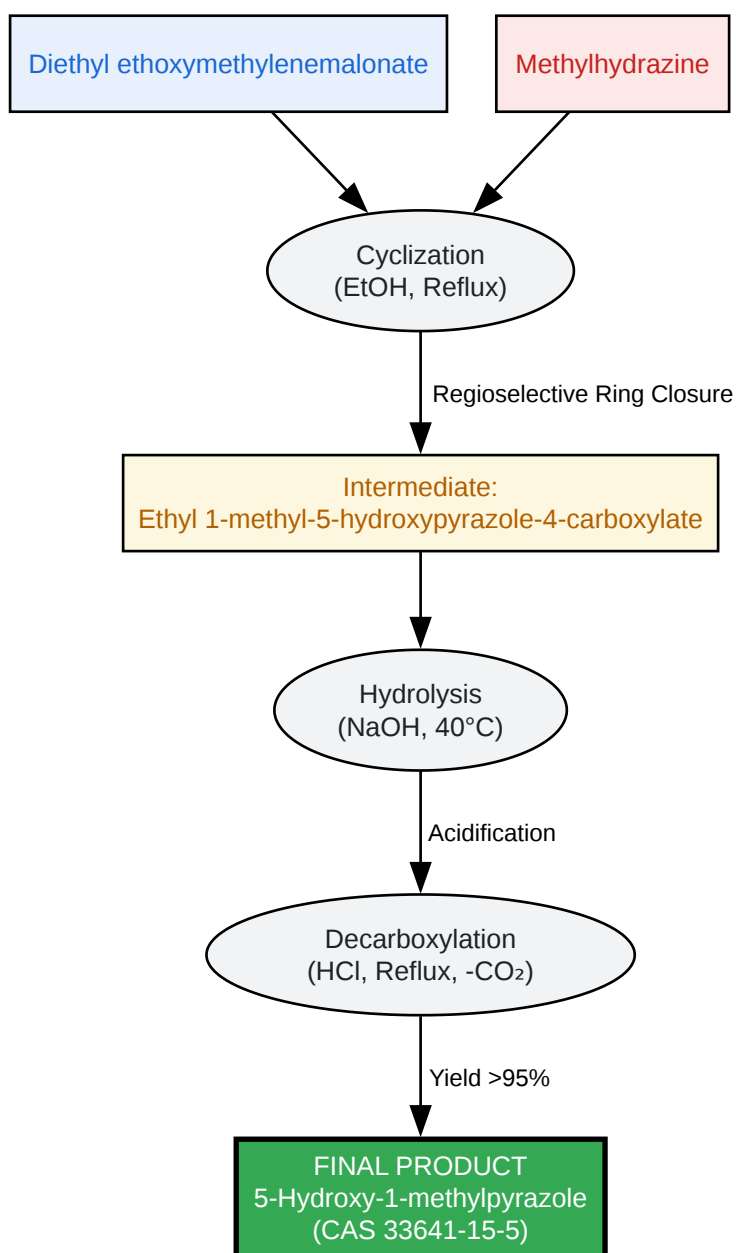 Diethyl ethoxymethylenemalonate
Methylhydrazine
Cyclization
(EtOH, Reflux)
Regioselective Ring Closure
Intermediate:
Ethyl 1-methyl-5-hydroxypyrazole-4-carboxylate
Hydrolysis
(NaOH, 40°C)
Acidification
Decarboxylation
(HCl, Reflux, -CO₂)
Yield >95%
FINAL PRODUCT
5-Hydroxy-1-methylpyrazole
(CAS 33641-15-5)